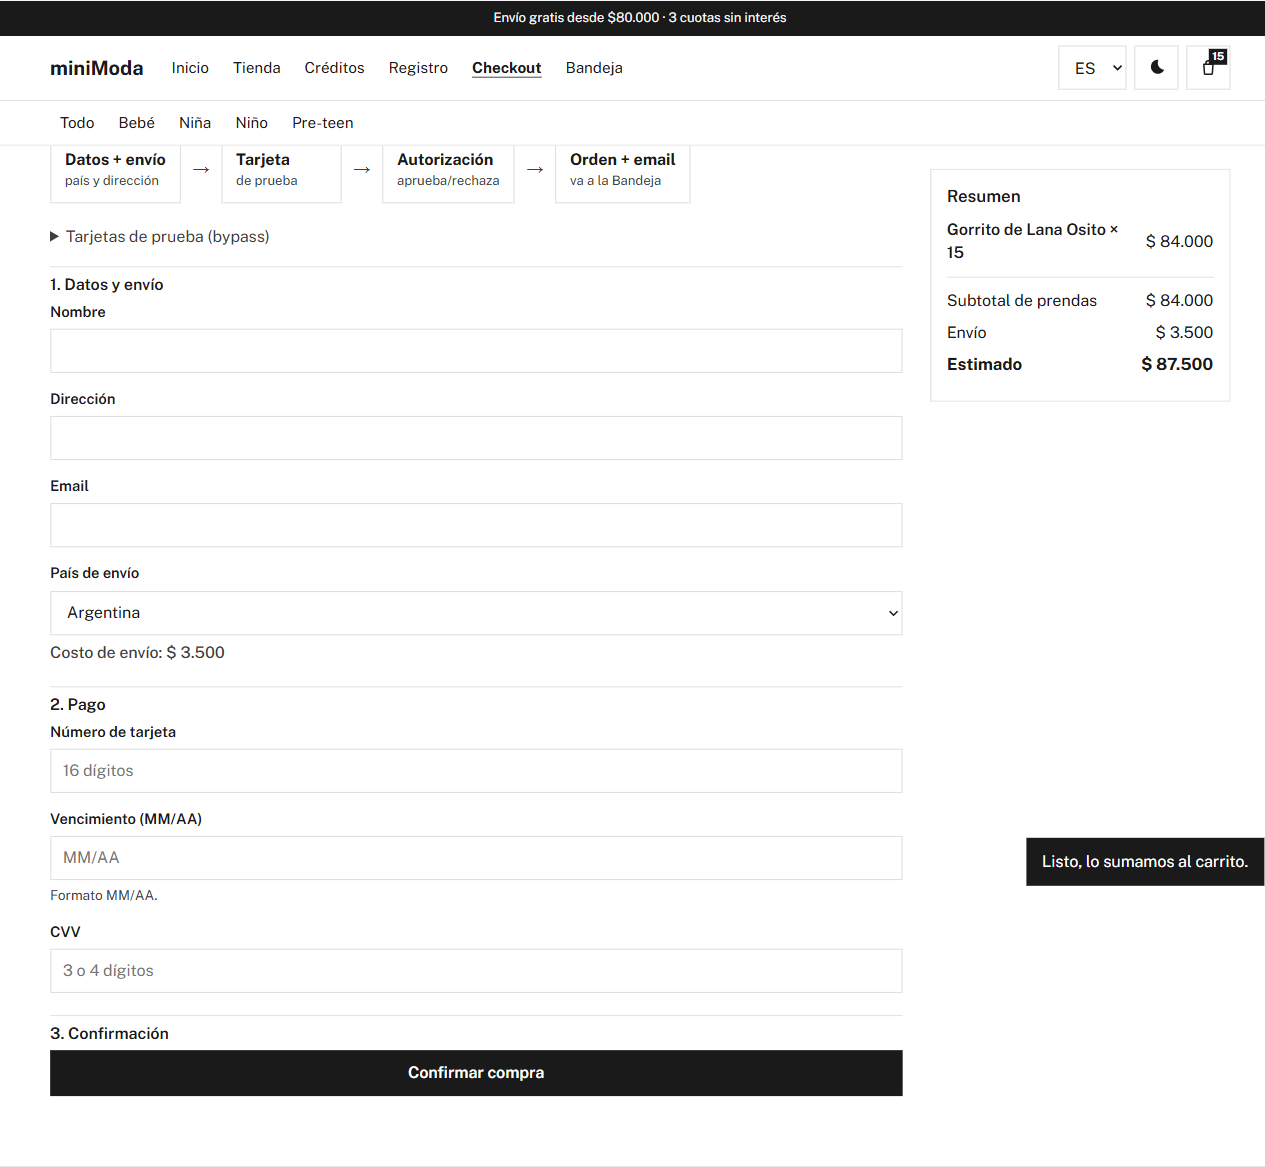 Envío gratis desde $80.000 · 3 cuotas sin interés
miniModa Inicio Tienda Créditos Registro Checkout Bandeja ES 15
Todo Bebé Niña Niño Pre-teen
Datos + envío → Tarjeta → Autorización → Orden + email
país y dirección de prueba aprueba/rechaza va a la Bandeja
▶ Tarjetas de prueba (bypass)
1. Datos y envío
Nombre
Dirección
Email
País de envío
Argentina
Costo de envío: $ 3.500
2. Pago
Número de tarjeta
16 dígitos
Vencimiento (MM/AA)
MM/AA
Formato MM/AA.
CVV
3 o 4 dígitos
3. Confirmación
Confirmar compra
Resumen
Gorrito de Lana Osito ×
15 $ 84.000
Subtotal de prendas $ 84.000
Envío $ 3.500
Estimado $ 87.500
Listo, lo sumamos al carrito.